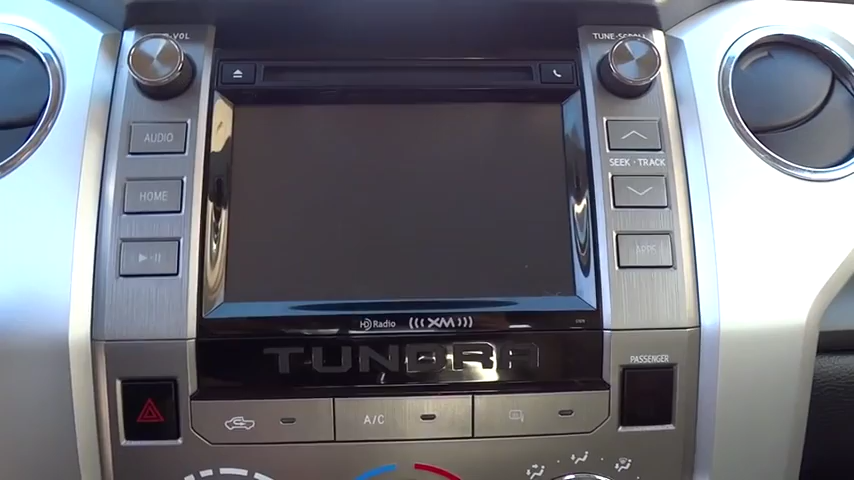 VOL
TUNE·SCROLL
AUDIO
SEEK·TRACK
HOME
APPS
HD Radio
XM
TUNDRA
PASSENGER
A/C